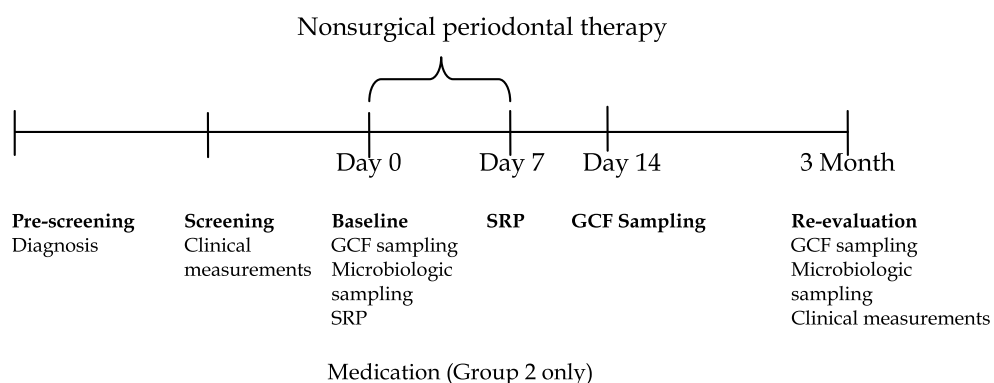 Nonsurgical periodontal therapy
Day 0
Day 7
Day 14
3 Month
Pre-screening
Diagnosis
Screening
Clinical
measurements
Baseline
GCF sampling
Microbiologic
sampling
SRP
SRP
GCF Sampling
Re-evaluation
GCF sampling
Microbiologic
sampling
Clinical measurements
Medication (Group 2 only)